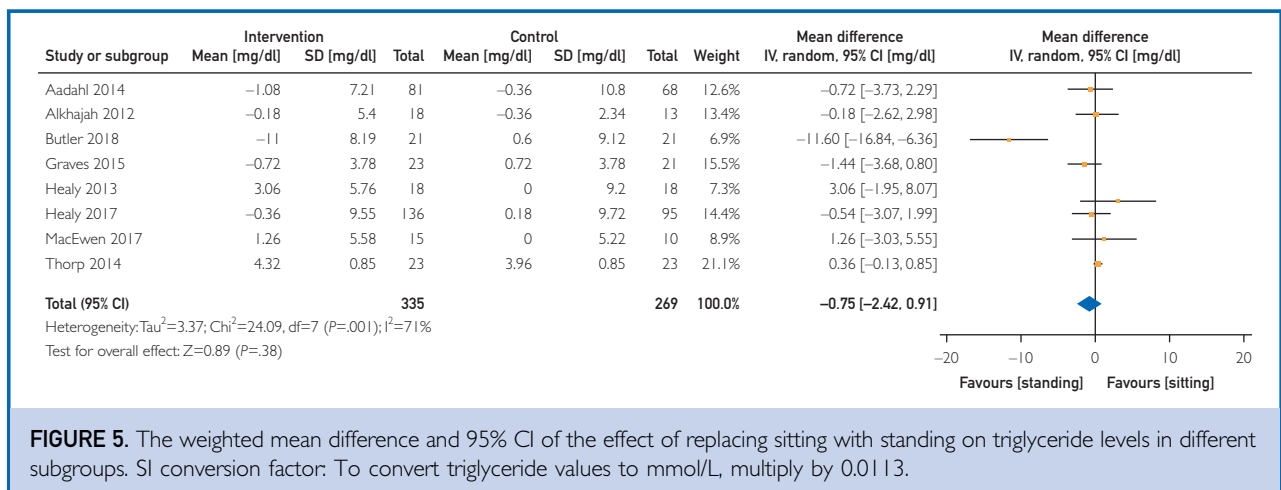 Intervention Control Mean difference Mean difference
Study or subgroup Mean [mg/dl] SD [mg/dl] Total Mean [mg/dl] SD [mg/dl] Total Weight IV, random, 95% CI [mg/dl] IV, random, 95% CI [mg/dl]
Aadahl 2014 −1.08 7.21 81 −0.36 10.8 68 12.6% −0.72 [−3.73, 2.29]
Alkhajah 2012 −0.18 5.4 18 −0.36 2.34 13 13.4% −0.18 [−2.62, 2.98]
Butler 2018 −11 8.19 21 0.6 9.12 21 6.9% −11.60 [−16.84, −6.36]
Graves 2015 −0.72 3.78 23 0.72 3.78 21 15.5% −1.44 [−3.68, 0.80]
Healy 2013 3.06 5.76 18 0 9.2 18 7.3% 3.06 [−1.95, 8.07]
Healy 2017 −0.36 9.55 136 0.18 9.72 95 14.4% −0.54 [−3.07, 1.99]
MacEwen 2017 1.26 5.58 15 0 5.22 10 8.9% 1.26 [−3.03, 5.55]
Thorp 2014 4.32 0.85 23 3.96 0.85 23 21.1% 0.36 [−0.13, 0.85]
Total (95% CI) 335 269 100.0% −0.75 [−2.42, 0.91]
Heterogeneity: Tau²=3.37; Chi²=24.09, df=7 (P=.001); I²=71%
Test for overall effect: Z=0.89 (P=.38)
−20 −10 0 10 20
Favours [standing] Favours [sitting]
FIGURE 5. The weighted mean difference and 95% CI of the effect of replacing sitting with standing on triglyceride levels in different
subgroups. SI conversion factor: To convert triglyceride values to mmol/L, multiply by 0.0113.